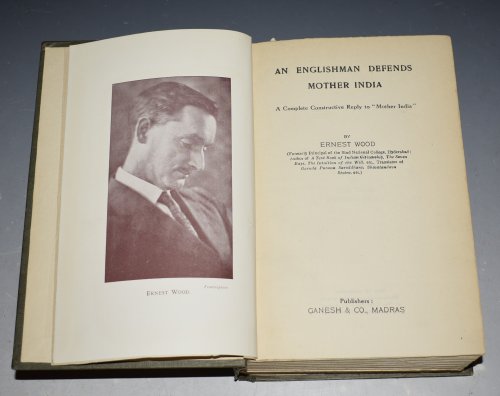 Frontispiece
ERNEST WOOD
AN ENGLISHMAN DEFENDS
MOTHER INDIA
A Complete Constructive Reply to "Mother India"
BY
ERNEST WOOD
(Formerly Principal of the Sind National College, Hyderabad;
author of A Text-Book of Indian Citizenship, The Seven
Rays, The Intuition of the Will, etc., Translator of
Garuda Purana Saroddhara, Shrimaddevi
etc.)
Publishers :
GANESH & CO., MADRAS